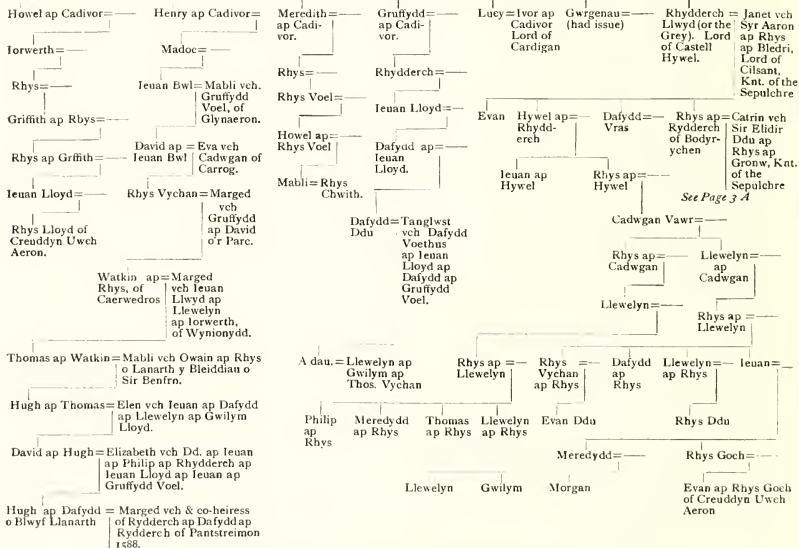 Howel ap Cadivor=——
Iorwerth=——
Rhys=——
Griffith ap Rbys=——
Rhys ap Grffith=——
Ieuan Lloyd=——
Rhys Lloyd of
Creuddyn Uwch
Aeron.
Henry ap Cadivor=——
Madoc=——
Ieuan Bwl=Mabli vch.
Gruffydd
Voel, of
Glynaeron.
David ap = Eva vch
Ieuan Bwl Cadwgan of
Carrog.
Rhys Vychan=Marged
vch
Gruffydd
ap David
o'r Parc.
Watkin ap=Marged
Rhys, of vch Ieuan
Caerwedros Llwyd ap
Llewelyn
ap Iorwerth,
of Wynionydd.
Thomas ap Watkin=Mabli vch Owain ap Rhys
o Lanarth y Bleiddiau o
Sir Benfrn.
Hugh ap Thomas=Elen vch Ieuan ap Dafydd
ap Llewelyn ap Gwilym
Lloyd.
David ap Hugh=Elizabeth vch Dd. ap Ieuan
ap Philip ap Rhydderch ap
Ieuan Lloyd ap Ieuan ap
Gruffydd Voel.
Hugh ap Dafydd = Marged vch & co-heiress
o Blwyf Llanarth of Rydderch ap Dafydd ap
Rydderch of Pantstreimon
1588.
Meredith =——
ap Cadi-
vor.
Rhys=——
Rhys Voel=——
Howel ap=——
Rhys Voel
Mabli=Rhys
Chwith.
Gruffydd=——
ap Cadi-
vor.
Rhydderch=——
Ieuan Lloyd=——
Dafydd ap=——
Ieuan
Lloyd.
Dafydd=Tanglwst
Ddu vch Dafydd
Voethus
ap Ieuan
Lloyd ap
Dafydd ap
Gruffydd
Voel.
Lucy=Ivor ap
Cadivor
Lord of
Cardigan
Gwrgenau=——
(had issue)
Rhydderch = Janet vch
Llwyd (or the Syr Aaron
Grey). Lord ap Rhys
of Castell ap Bledri,
Hywel. Lord of
Cilsant,
Knt. of the
Sepulchre
Evan
Hywel ap=——
Rhydd-
erch
Dafydd=——
Vras
Rhys ap=Catrin vch
Rydderch Sir Elidir
of Bodyr- Ddu ap
ychen Rhys ap
Gronw, Knt.
of the
Sepulchre
Ieuan ap
Hywel
Rhys ap=——
Hywel
See Page 3 A
Cadwgan Vawr=——
Rhys ap=——
Cadwgan
Llewelyn=——
ap
Cadwgan
Llewelyn=——
Rhys ap =——
Llewelyn
A dau.=Llewelyn ap
Gwilym ap
Thos. Vychan
Rhys ap =——
Llewelyn
Rhys =——
Vychan
ap Rhys
Dafydd
ap
Rhys
Llewelyn=——
ap Rhys
Ieuan=——
Philip
ap
Rhys
Meredydd
ap Rhys
Thomas
ap Rhys
Llewelyn
ap Rhys
Evan Ddu
Rhys Ddu
Meredydd=——
Rhys Goch=——
Llewelyn
Gwilym
Morgan
Evan ap Rhys Goch
of Creuddyn Uwch
Aeron